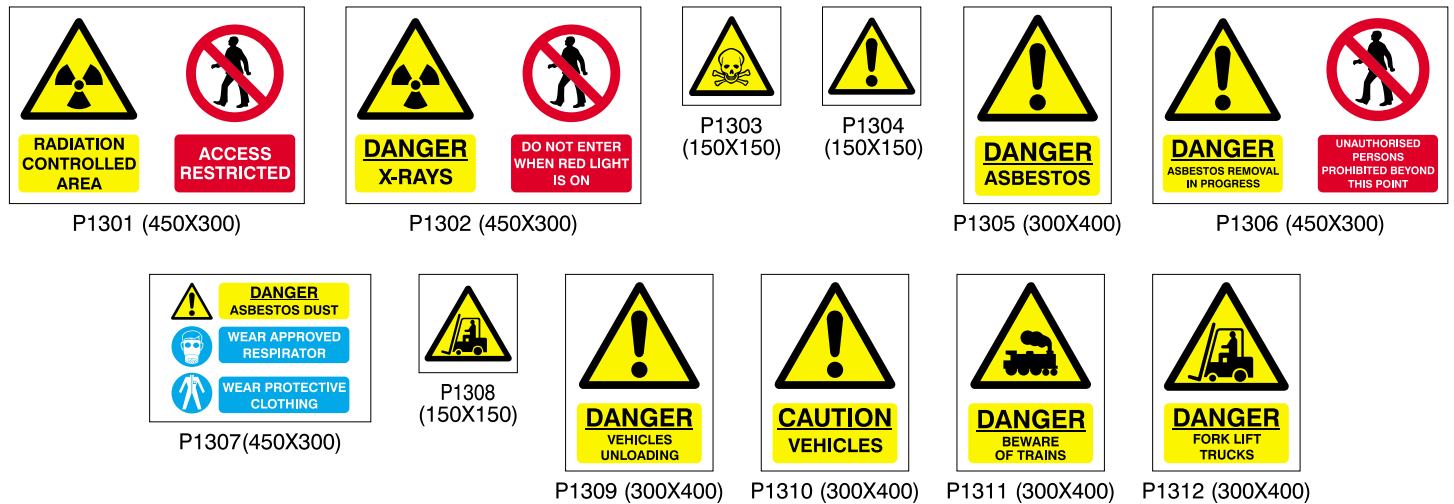 RADIATION
CONTROLLED
AREA
ACCESS
RESTRICTED
P1301 (450X300)
DANGER
X-RAYS
DO NOT ENTER
WHEN RED LIGHT
IS ON
P1302 (450X300)
P1303
(150X150)
P1304
(150X150)
DANGER
ASBESTOS
P1305 (300X400)
DANGER
ASBESTOS REMOVAL
IN PROGRESS
UNAUTHORISED
PERSONS
PROHIBITED BEYOND
THIS POINT
P1306 (450X300)
DANGER
ASBESTOS DUST
WEAR APPROVED
RESPIRATOR
WEAR PROTECTIVE
CLOTHING
P1307(450X300)
P1308
(150X150)
DANGER
VEHICLES
UNLOADING
P1309 (300X400)
CAUTION
VEHICLES
P1310 (300X400)
DANGER
BEWARE
OF TRAINS
P1311 (300X400)
DANGER
FORK LIFT
TRUCKS
P1312 (300X400)